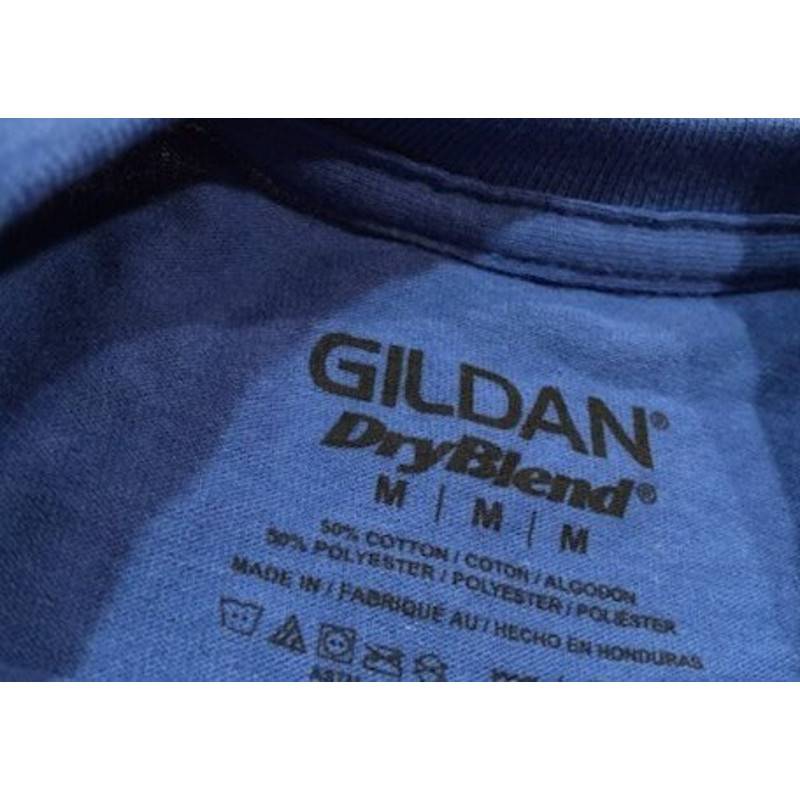 GILDAN®
DryBlend®
M | M | M
50% COTTON / COTON / ALGODON
50% POLYESTER / POLYESTER / POLIÉSTER
MADE IN / FABRIQUÉ AU / HECHO EN HONDURAS